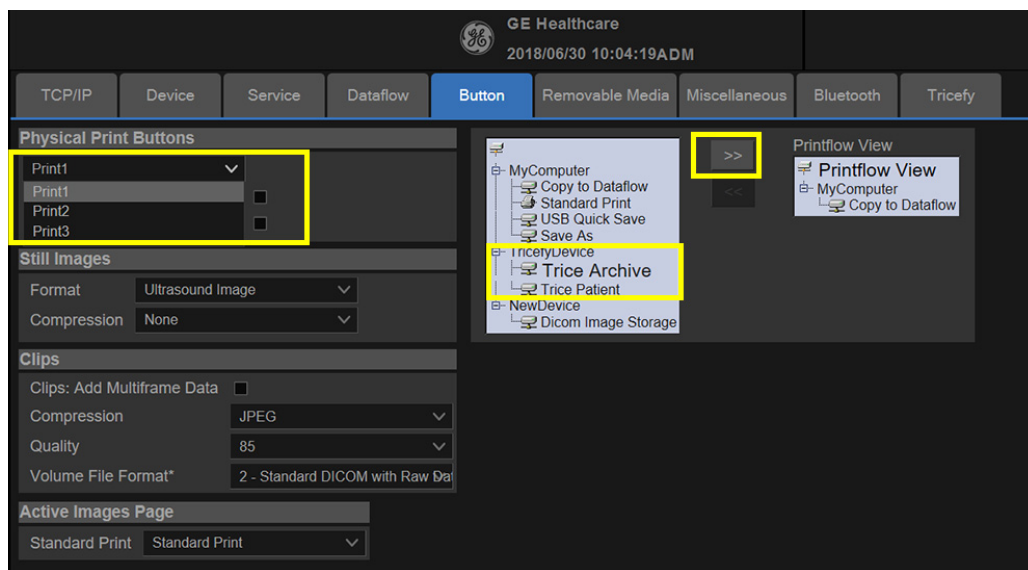 GE Healthcare
2018/06/30 10:04:19ADM
TCP/IP Device Service Dataflow Button Removable Media Miscellaneous Bluetooth Tricefy
Physical Print Buttons
Print1
Print1
Print2
Print3
Still Images
Format Ultrasound Image
Compression None
Clips
Clips: Add Multiframe Data
Compression JPEG
Quality 85
Volume File Format* 2 - Standard DICOM with Raw Dat
Active Images Page
Standard Print Standard Print
MyComputer
Copy to Dataflow
Standard Print
USB Quick Save
Save As
TricefyDevice
Trice Archive
Trice Patient
NewDevice
Dicom Image Storage
>>
<<
Printflow View
Printflow View
MyComputer
Copy to Dataflow